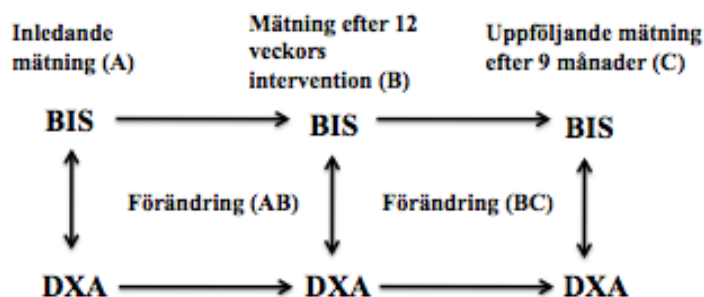 Inledande
mätning (A)
Mätning efter 12
veckors
intervention (B)
Uppföljande mätning
efter 9 månader (C)
BIS
BIS
BIS
Förändring (AB)
Förändring (BC)
DXA
DXA
DXA